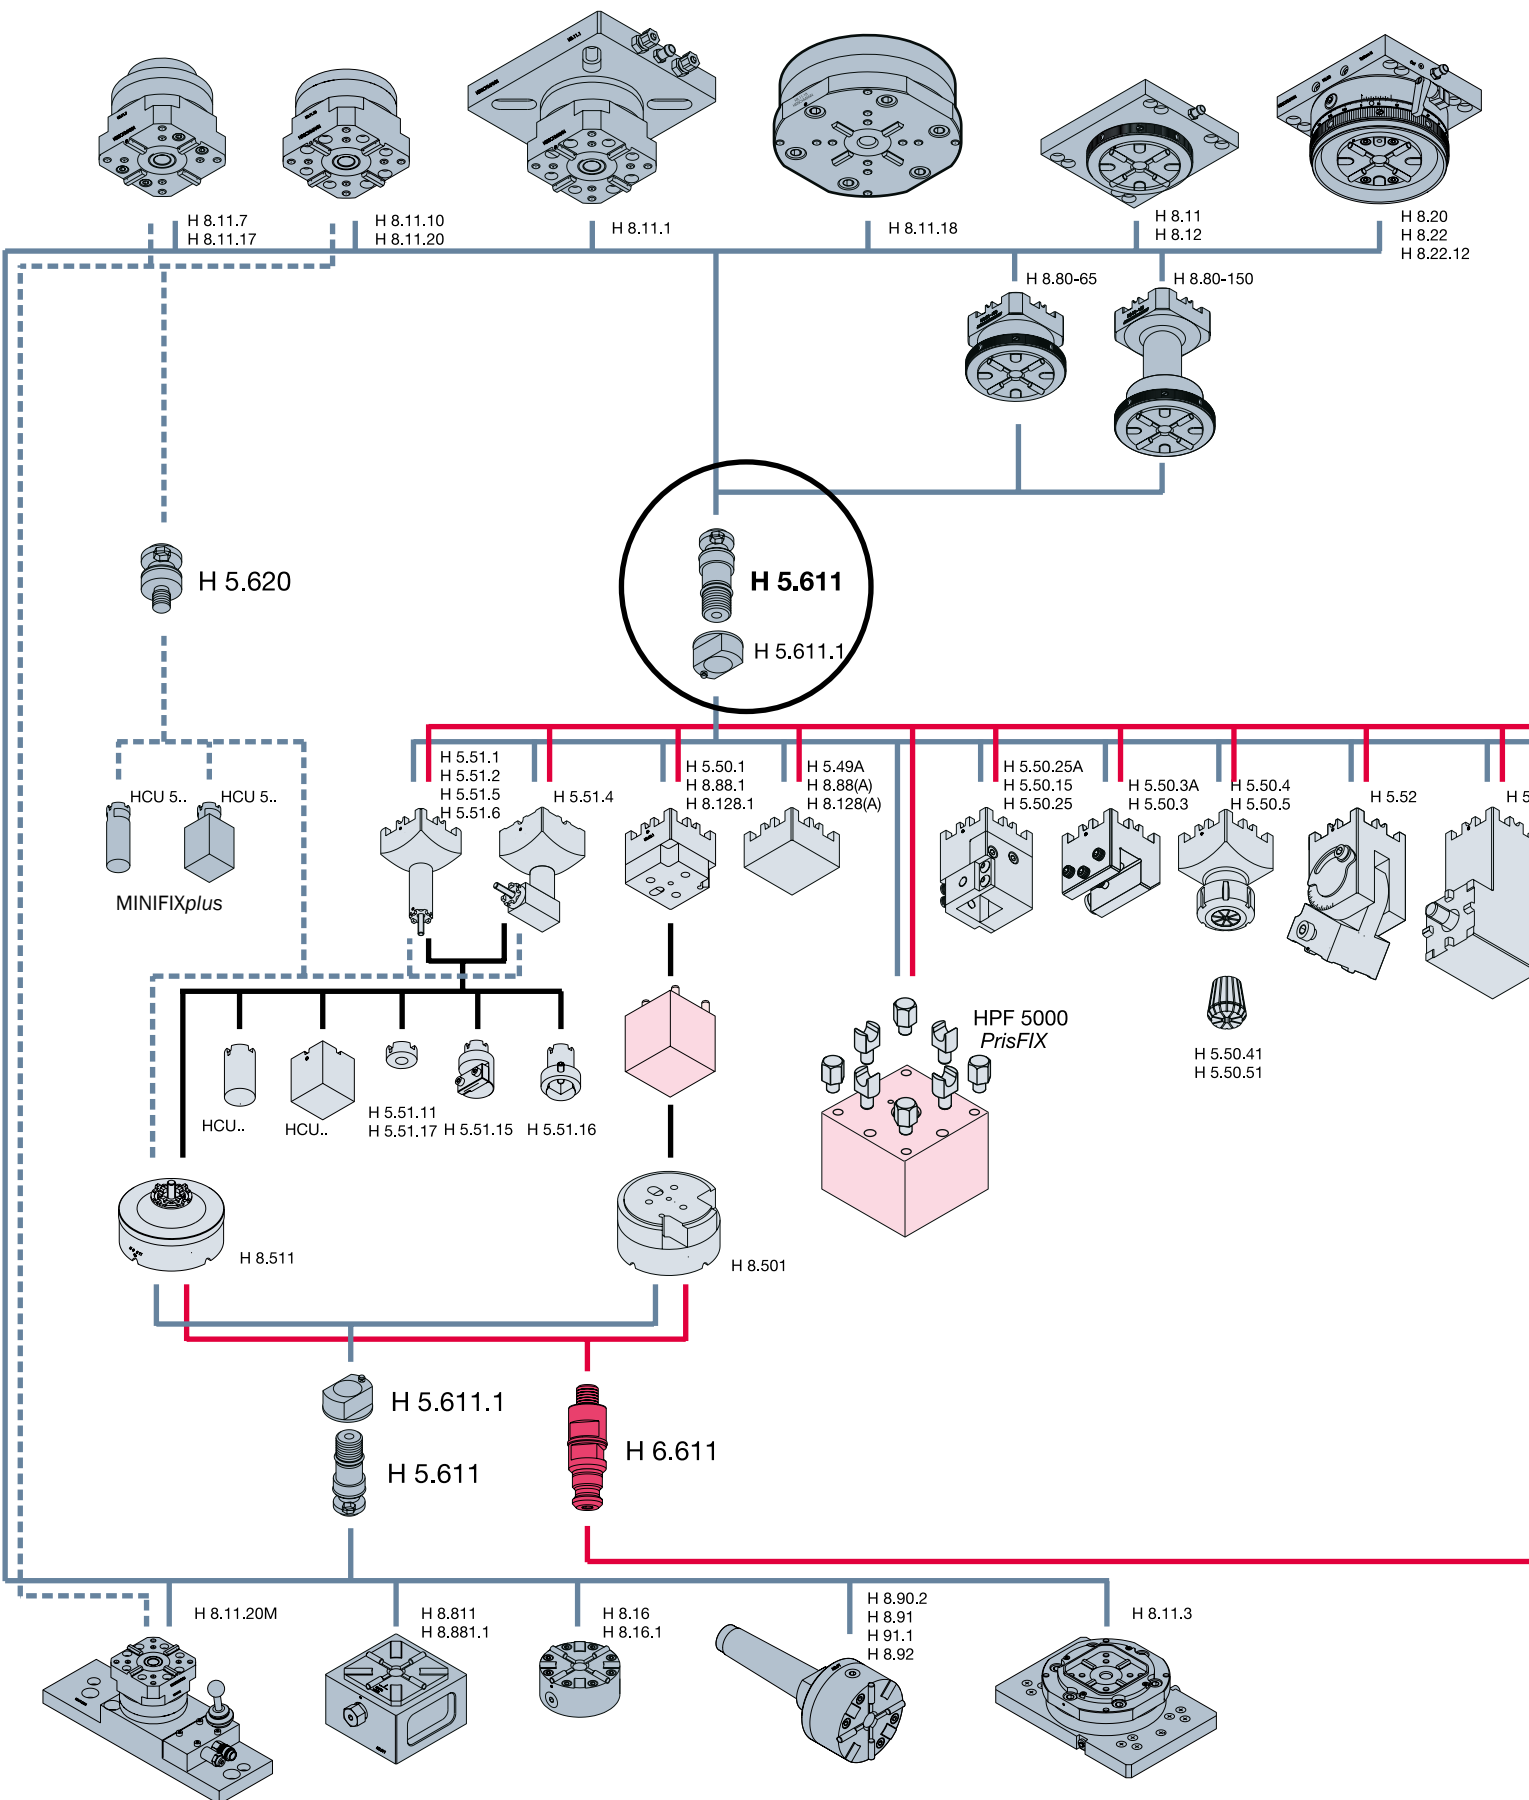 H 8.11.7
H 8.11.17
H 8.11.10
H 8.11.20
H 8.11.1
H 8.11.18
H 8.11
H 8.12
H 8.20
H 8.22
H 8.22.12
H 8.80-65
H 8.80-150
H 5.620
H 5.611
H 5.611.1
H 5.51.1
H 5.51.2
H 5.51.5
H 5.51.6
H 5.51.4
H 5.50.1
H 8.88.1
H 8.128.1
H 5.49A
H 8.88(A)
H 8.128(A)
H 5.50.25A
H 5.50.15
H 5.50.25
H 5.50.3A
H 5.50.3
H 5.50.4
H 5.50.5
H 5.52
H 5
HCU 5..
HCU 5..
MINIFIXplus
HPF 5000
PrisFIX
H 5.50.41
H 5.50.51
HCU..
HCU..
H 5.51.11
H 5.51.17
H 5.51.15
H 5.51.16
H 8.511
H 8.501
H 5.611.1
H 5.611
H 6.611
H 8.11.20M
H 8.811
H 8.881.1
H 8.16
H 8.16.1
H 8.90.2
H 8.91
H 91.1
H 8.92
H 8.11.3